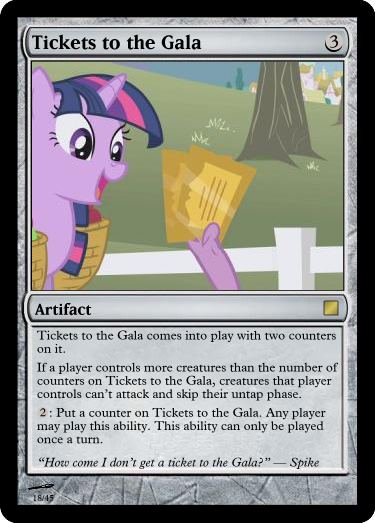 Tickets to the Gala 3
Artifact
Tickets to the Gala comes into play with two counters
on it.
If a player controls more creatures than the number of
counters on Tickets to the Gala, creatures that player
controls can't attack and skip their untap phase.
2 : Put a counter on Tickets to the Gala. Any player
may play this ability. This ability can only be played
once a turn.
“How come I don't get a ticket to the Gala?” — Spike
18/45